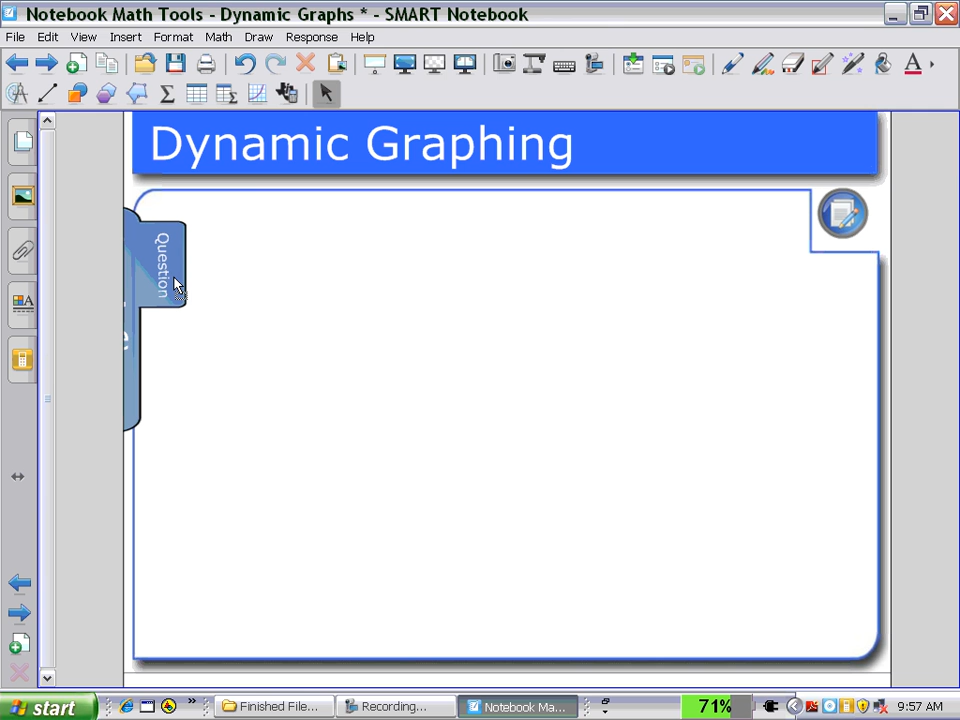 Notebook Math Tools - Dynamic Graphs * - SMART Notebook
File Edit View Insert Format Math Draw Response Help
Dynamic Graphing
Question
e
start
Finished File...
Recording...
Notebook Ma...
71%
9:57 AM